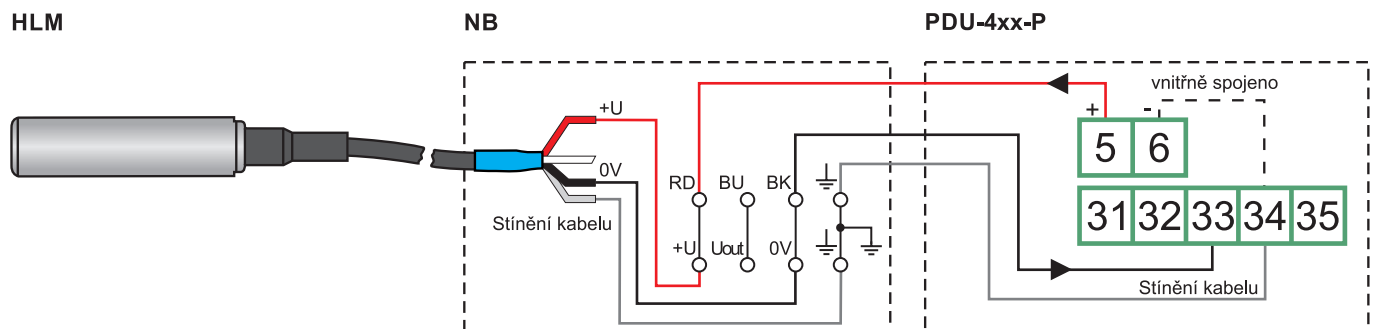 HLM
NB
PDU-4xx-P
vnitřně spojeno
+U
+ -
5 6
0V
RD BU BK
31 32 33 34 35
Stínění kabelu
+U Uout 0V
Stínění kabelu